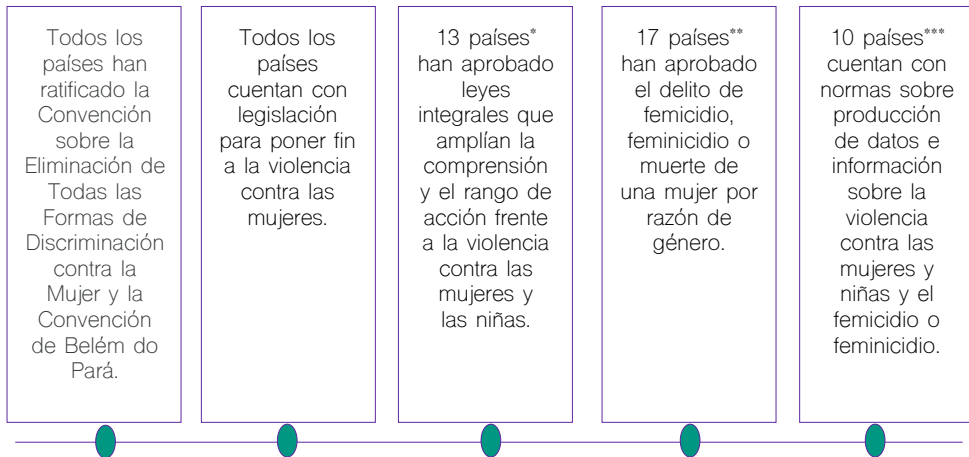 Todos los
países han
ratificado la
Convención
sobre la
Eliminación de
Todas las
Formas de
Discriminación
contra la
Mujer y la
Convención
de Belém do
Pará.
Todos los
países
cuentan con
legislación
para poner fin
a la violencia
contra las
mujeres.
13 países*
han aprobado
leyes
integrales que
amplían la
comprensión
y el rango de
acción frente
a la violencia
contra las
mujeres y
las niñas.
17 países**
han aprobado
el delito de
femicidio,
feminicidio o
muerte de
una mujer por
razón de
género.
10 países***
cuentan con
normas sobre
producción
de datos e
información
sobre la
violencia
contra las
mujeres y
niñas y el
femicidio o
feminicidio.